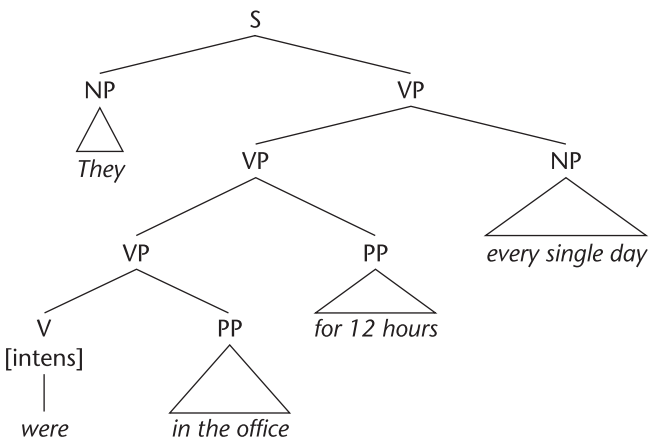 S
NP VP
They
VP NP
every single day
VP PP
for 12 hours
V PP
[intens]
were in the office